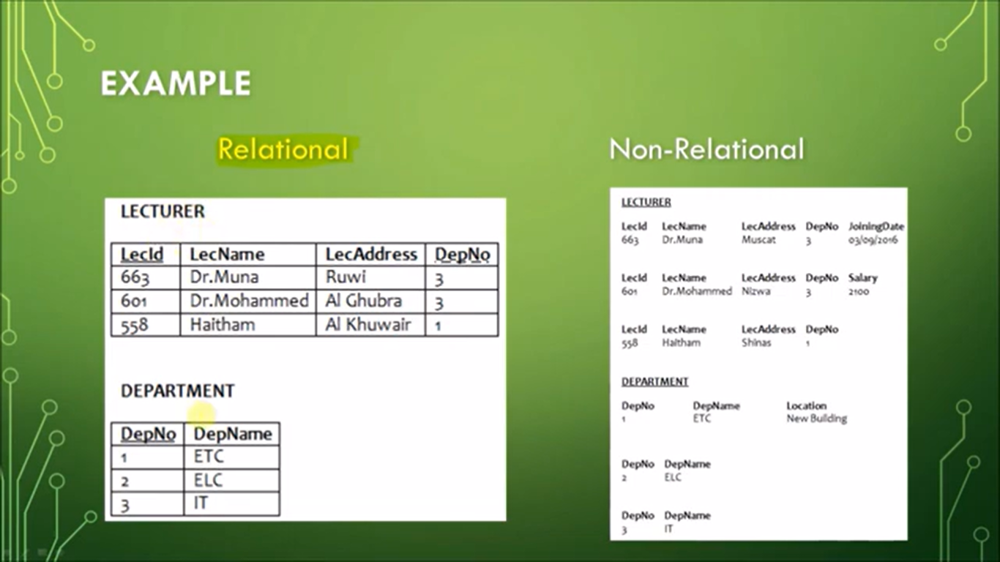 EXAMPLE
Relational
LECTURER
LecId LecName LecAddress DepNo
663 Dr.Muna Ruwi 3
601 Dr.Mohammed Al Ghubra 3
558 Haitham Al Khuwair 1
DEPARTMENT
DepNo DepName
1 ETC
2 ELC
3 IT
Non-Relational
LECTURER
LecId LecName LecAddress DepNo JoiningDate
663 Dr.Muna Muscat 3 03/09/2016
LecId LecName LecAddress DepNo Salary
601 Dr.Mohammed Nizwa 3 2100
LecId LecName LecAddress DepNo
558 Haitham Shinas 1
DEPARTMENT
DepNo DepName Location
1 ETC New Building
DepNo DepName
2 ELC
DepNo DepName
3 IT